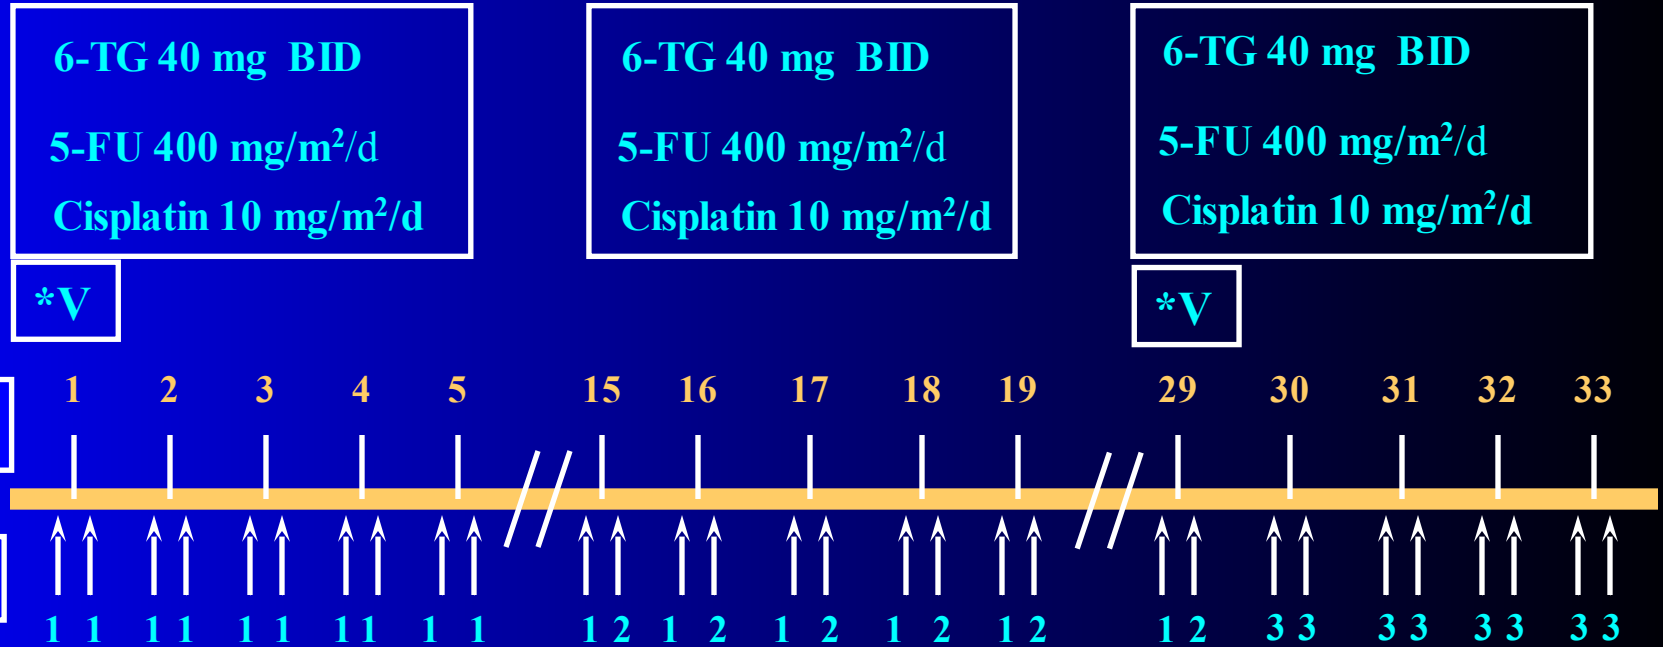 6-TG 40 mg BID
5-FU 400 mg/m²/d
Cisplatin 10 mg/m²/d
6-TG 40 mg BID
5-FU 400 mg/m²/d
Cisplatin 10 mg/m²/d
6-TG 40 mg BID
5-FU 400 mg/m²/d
Cisplatin 10 mg/m²/d
*V
*V
1 2 3 4 5 15 16 17 18 19 29 30 31 32 33
1 1 1 1 1 1 1 1 1 1 1 2 1 2 1 2 1 2 1 2 1 2 3 3 3 3 3 3 3 3